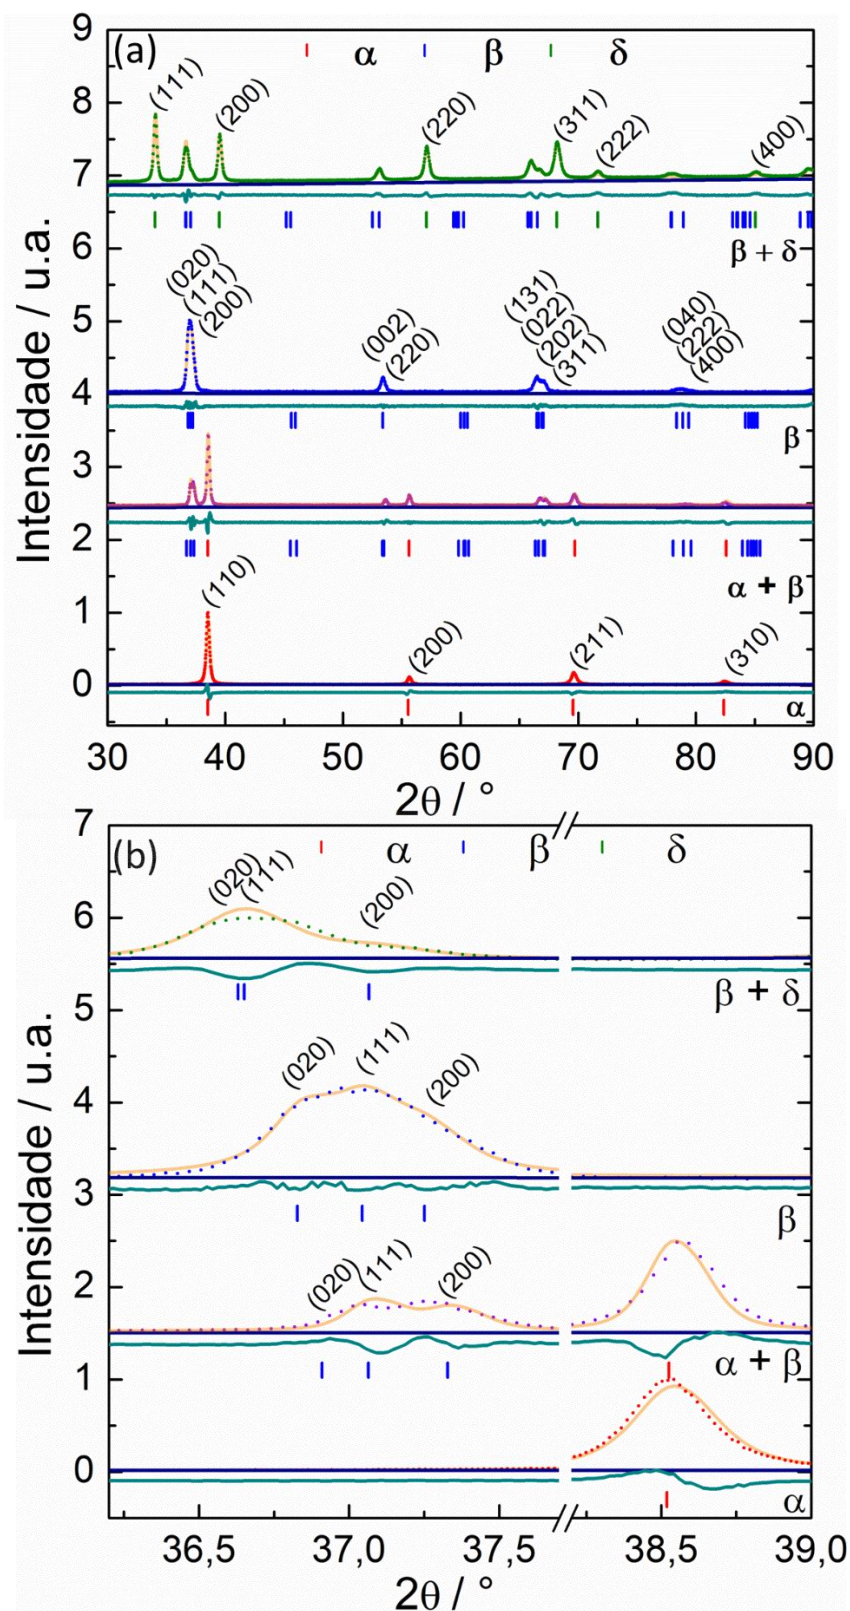 (a)
α β δ
(111) (200) (220) (311) (222) (400)
β + δ
(020)
(111)
(200)
(002)
(220)
(131)
(022)
(202)
(311)
(040)
(222)
(400)
β
α + β
(110) (200) (211) (310)
α
9
8
7
6
5
4
3
2
1
0
Intensidade / u.a.
30 40 50 60 70 80 90
2θ / °
(b)
α β δ
(020) (111) (200)
β + δ
(020) (111) (200)
β
(020) (111) (200)
α + β
α
7
6
5
4
3
2
1
0
Intensidade / u.a.
36,5 37,0 37,5 38,5 39,0
2θ / °